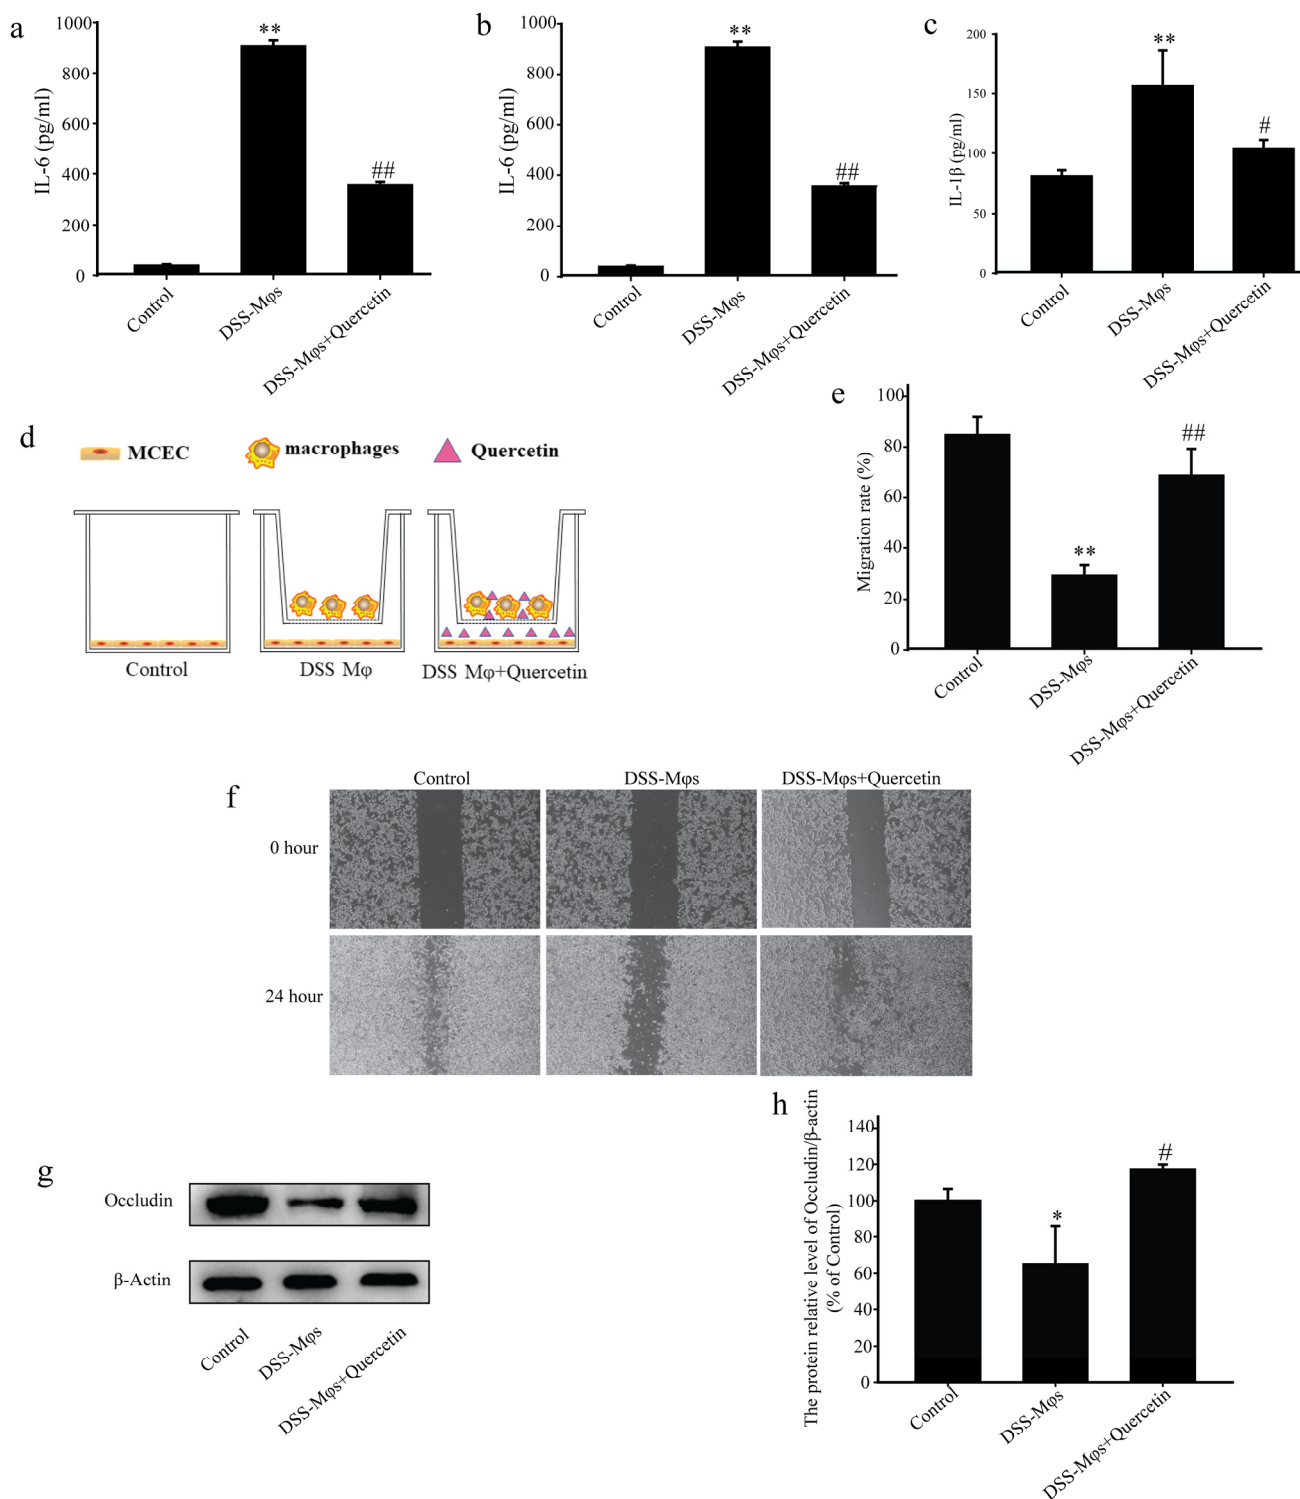 a
1000
800
600
400
200
0
IL-6 (pg/ml)
**
##
Control
DSS-Mφs
DSS-Mφs+Quercetin
b
1000
800
600
400
200
0
IL-6 (pg/ml)
**
##
Control
DSS-Mφs
DSS-Mφs+Quercetin
c
200
150
100
50
0
IL-1β (pg/ml)
**
#
Control
DSS-Mφs
DSS-Mφs+Quercetin
d
MCEC
macrophages
Quercetin
Control
DSS Mφ
DSS Mφ+Quercetin
e
100
80
60
40
20
0
Migration rate (%)
**
##
Control
DSS-Mφs
DSS-Mφs+Quercetin
f
Control
DSS-Mφs
DSS-Mφs+Quercetin
0 hour
24 hour
g
Occludin
β-Actin
Control
DSS-Mφs
DSS-Mφs+Quercetin
h
140
120
100
80
60
40
20
0
The protein relative level of Occludin/β-actin
(% of Control)
*
#
Control
DSS-Mφs
DSS-Mφs+Quercetin